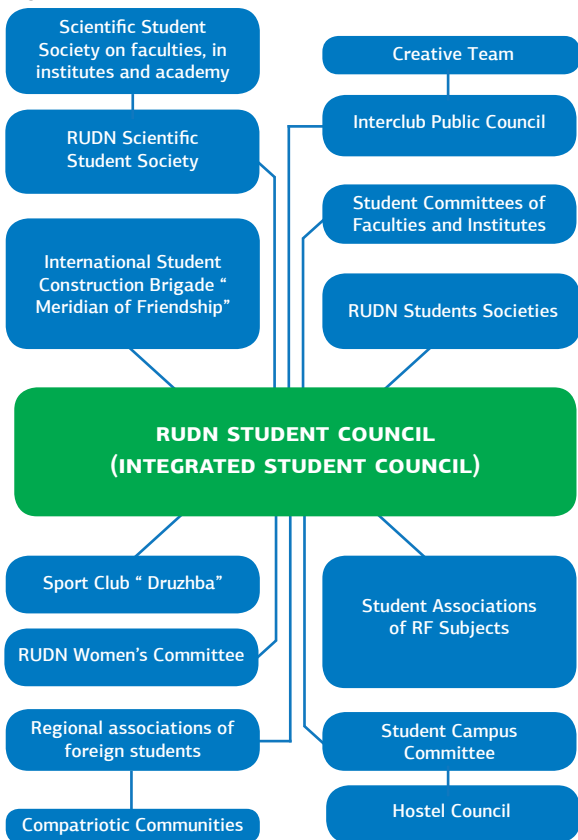 Scientific Student
Society on faculties, in
institutes and academy
Creative Team
RUDN Scientific
Student Society
Interclub Public Council
Student Committees of
Faculties and Institutes
International Student
Construction Brigade “
Meridian of Friendship”
RUDN Students Societies
RUDN STUDENT COUNCIL
(INTEGRATED STUDENT COUNCIL)
Sport Club “ Druzhba”
Student Associations
of RF Subjects
RUDN Women's Committee
Regional associations of
foreign students
Student Campus
Committee
Compatriotic Communities
Hostel Council